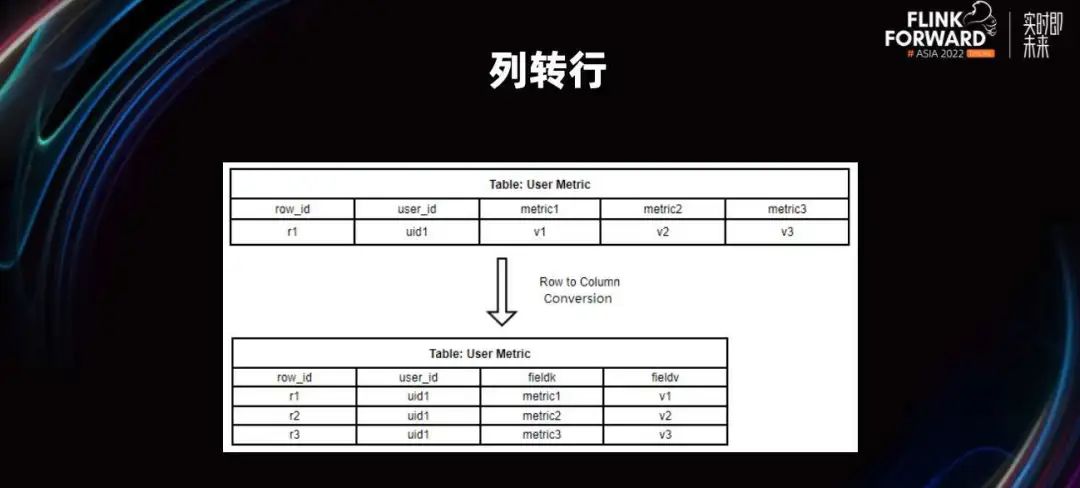 FLINK
FORWARD
# ASIA 2022
实时即
未来
列转行
Table: User Metric
row_id user_id metric1 metric2 metric3
r1 uid1 v1 v2 v3
Row to Column
Conversion
Table: User Metric
row_id user_id fieldk fieldv
r1 uid1 metric1 v1
r2 uid1 metric2 v2
r3 uid1 metric3 v3